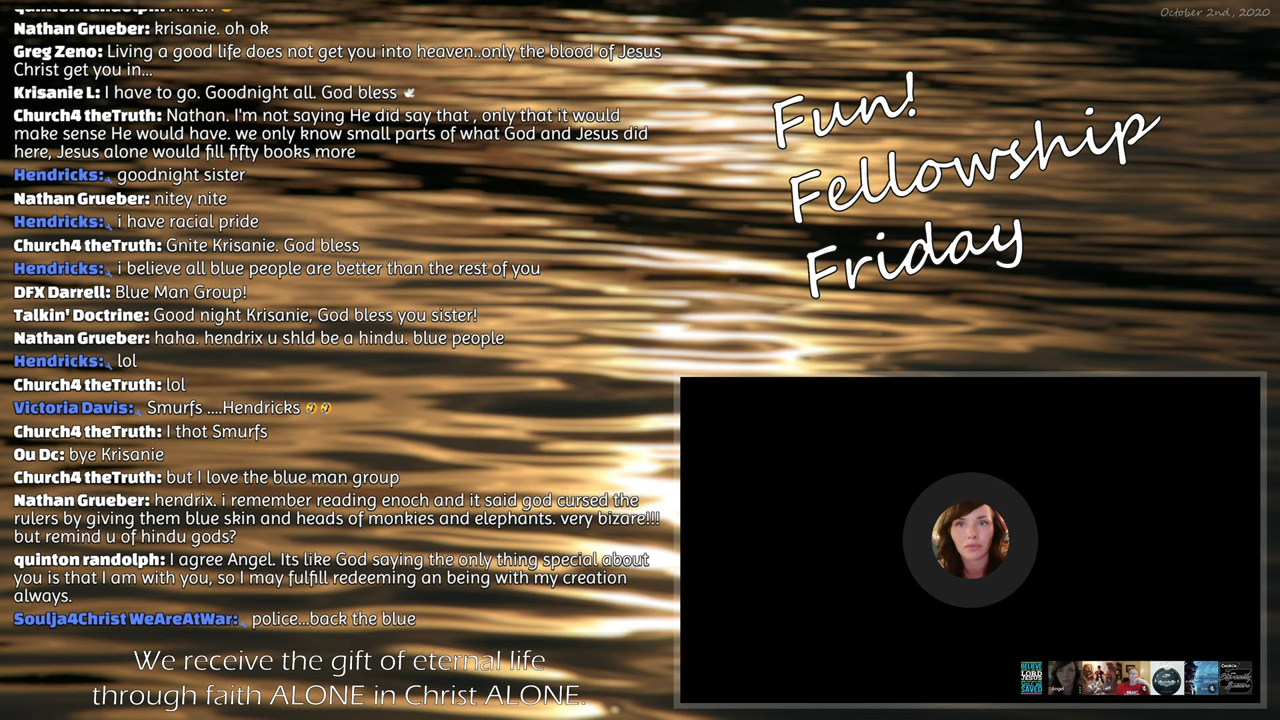 quinton randolph: Amen
Nathan Grueber: krisanie. oh ok
Greg Zeno: Living a good life does not get you into heaven..only the blood of Jesus
Christ get you in...
Krisanie L: I have to go. Goodnight all. God bless 🕊
Church4 theTruth: Nathan. I'm not saying He did say that , only that it would
make sense He would have. we only know small parts of what God and Jesus did
here, Jesus alone would fill fifty books more
Hendricks: goodnight sister
Nathan Grueber: nitey nite
Hendricks: i have racial pride
Church4 theTruth: Gnite Krisanie. God bless
Hendricks: i believe all blue people are better than the rest of you
DFX Darrell: Blue Man Group!
Talkin' Doctrine: Good night Krisanie, God bless you sister!
Nathan Grueber: haha. hendrix u shld be a hindu. blue people
Hendricks: lol
Church4 theTruth: lol
Victoria Davis: Smurfs ....Hendricks 🤣🤣
Church4 theTruth: I thot Smurfs
Ou Dc: bye Krisanie
Church4 theTruth: but I love the blue man group
Nathan Grueber: hendrix. i remember reading enoch and it said god cursed the
rulers by giving them blue skin and heads of monkies and elephants. very bizare!!!
but remind u of hindu gods?
quinton randolph: I agree Angel. Its like God saying the only thing special about
you is that I am with you, so I may fulfill redeeming an being with my creation
always.
Soulja4Christ WeAreAtWar: police...back the blue
We receive the gift of eternal life
through faith ALONE in Christ ALONE.
October 2nd, 2020
Fun!
Fellowship
Friday
BELIEVE
LORD
JESUS
WILL BE
SAVED
Angel